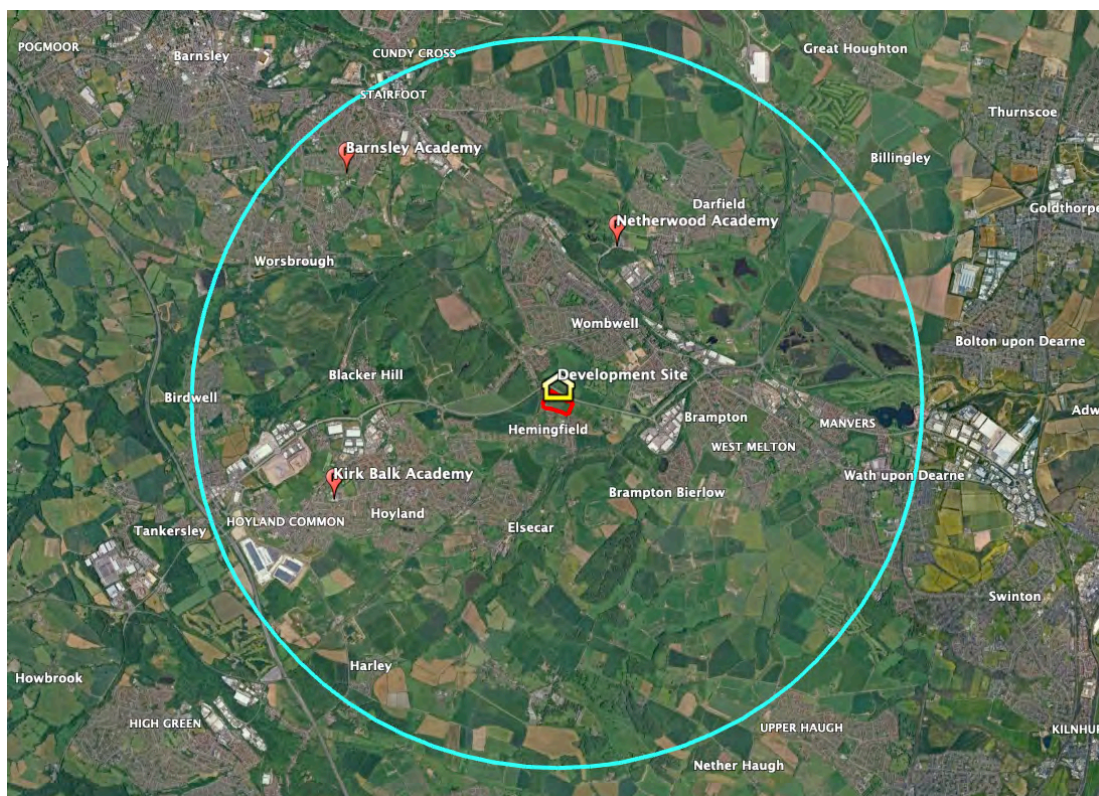 POGMOOR
Barnsley
CUNDY CROSS
Great Houghton
STAIRFOOT
Thurnscoe
Barnsley Academy
Billingley
Darfield
Goldthorpe
Netherwood Academy
Worsbrough
Wombwell
Bolton upon Dearne
Blacker Hill
Development Site
Birdwell
Brampton
Adw
Hemingfield
MANVERS
WEST MELTON
Kirk Balk Academy
Wath upon Dearne
Brampton Bierlow
Hoyland
HOYLAND COMMON
Elsecar
Tankersley
Swinton
Harley
Howbrook
HIGH GREEN
UPPER HAUGH
KILNHUR
Nether Haugh